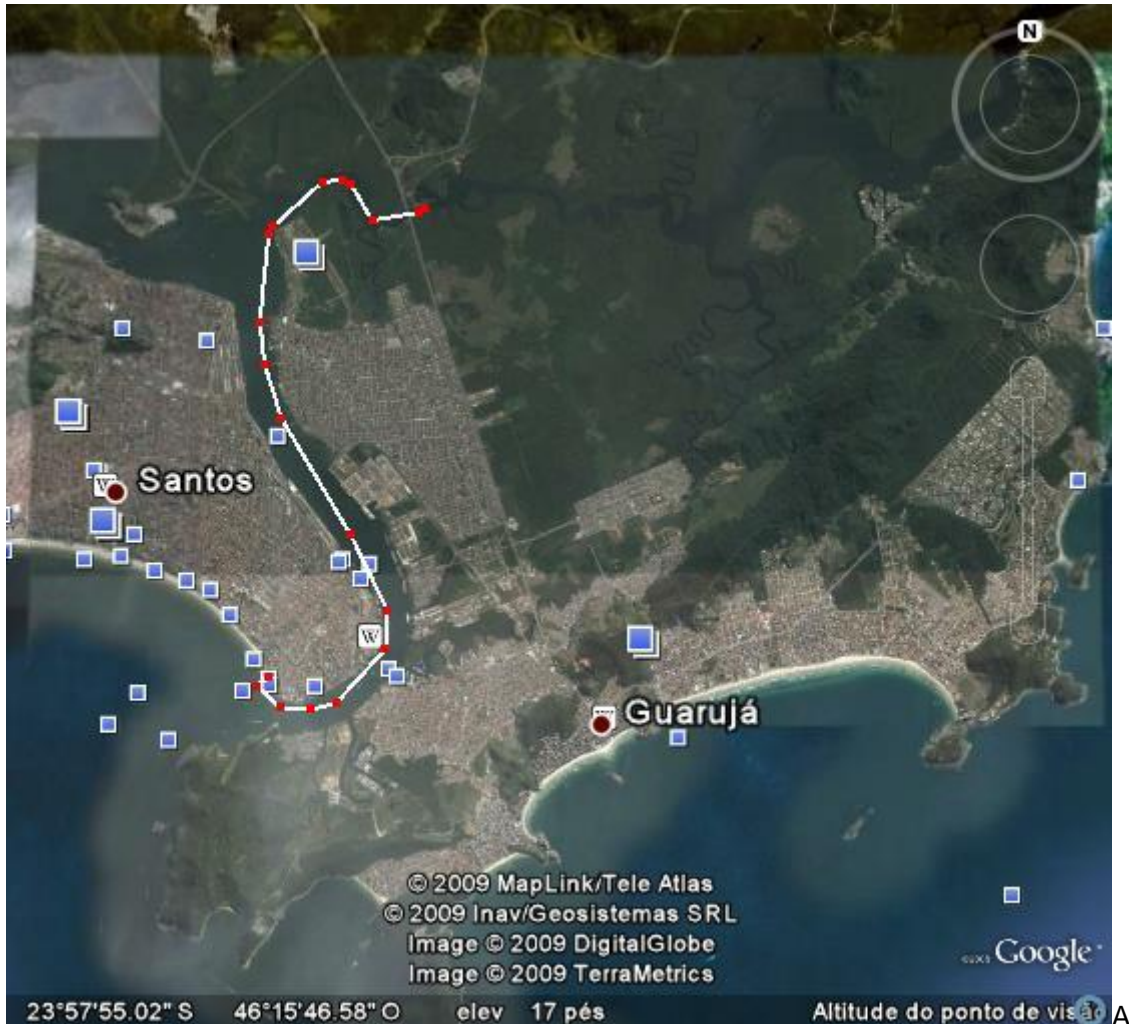 N
W
Santos
W
Guarujá
© 2009 MapLink/Tele Atlas
© 2009 Inav/Geosistemas SRL
Image © 2009 DigitalGlobe
Image © 2009 TerraMetrics
Google
23°57'55.02" S 46°15'46.58" O elev 17 pés Altitude do ponto de visão
A